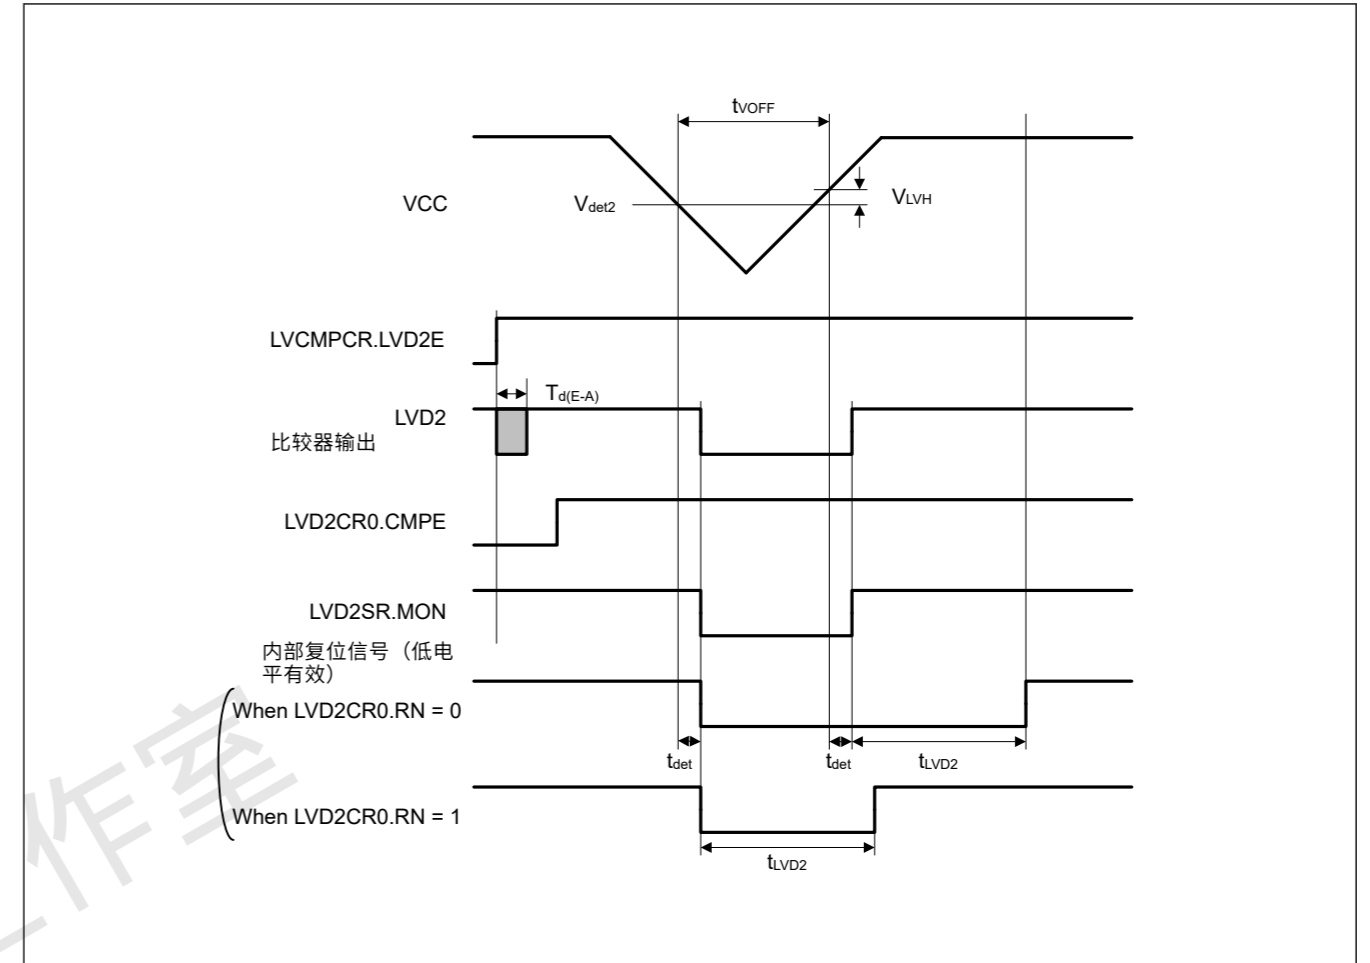 tVOFF
VCC
Vdet2
VLVH
LVCMPCR.LVD2E
Td(E-A)
LVD2
比较器输出
LVD2CR0.CMPE
LVD2SR.MON
内部复位信号（低电
平有效）
When LVD2CR0.RN = 0
tdet
tdet
tLVD2
When LVD2CR0.RN = 1
tLVD2
作室